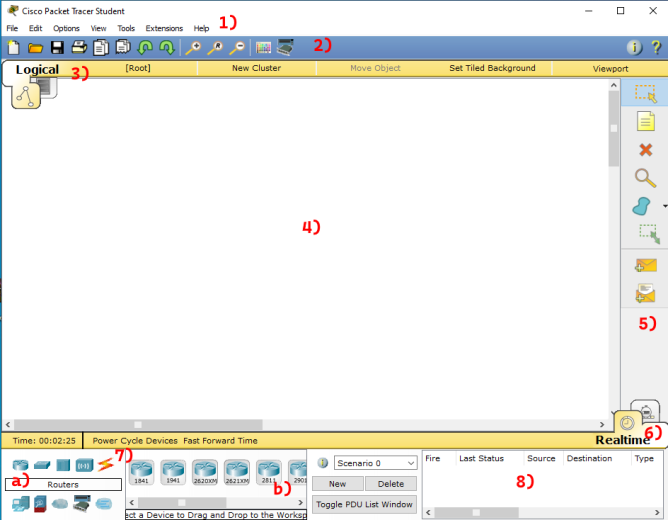 Cisco Packet Tracer Student
File Edit Options View Tools Extensions Help 1)
2)
Logical 3) [Root] New Cluster Move Object Set Tiled Background Viewport
4)
5)
6)
Realtime
Time: 00:02:25 Power Cycle Devices Fast Forward Time
7)
a)
Routers
1841 1941 2620XM 2621XM 2811 2901
b)
ect a Device to Drag and Drop to the Worksp
Scenario 0
New Delete
Toggle PDU List Window
Fire Last Status Source Destination Type
8)